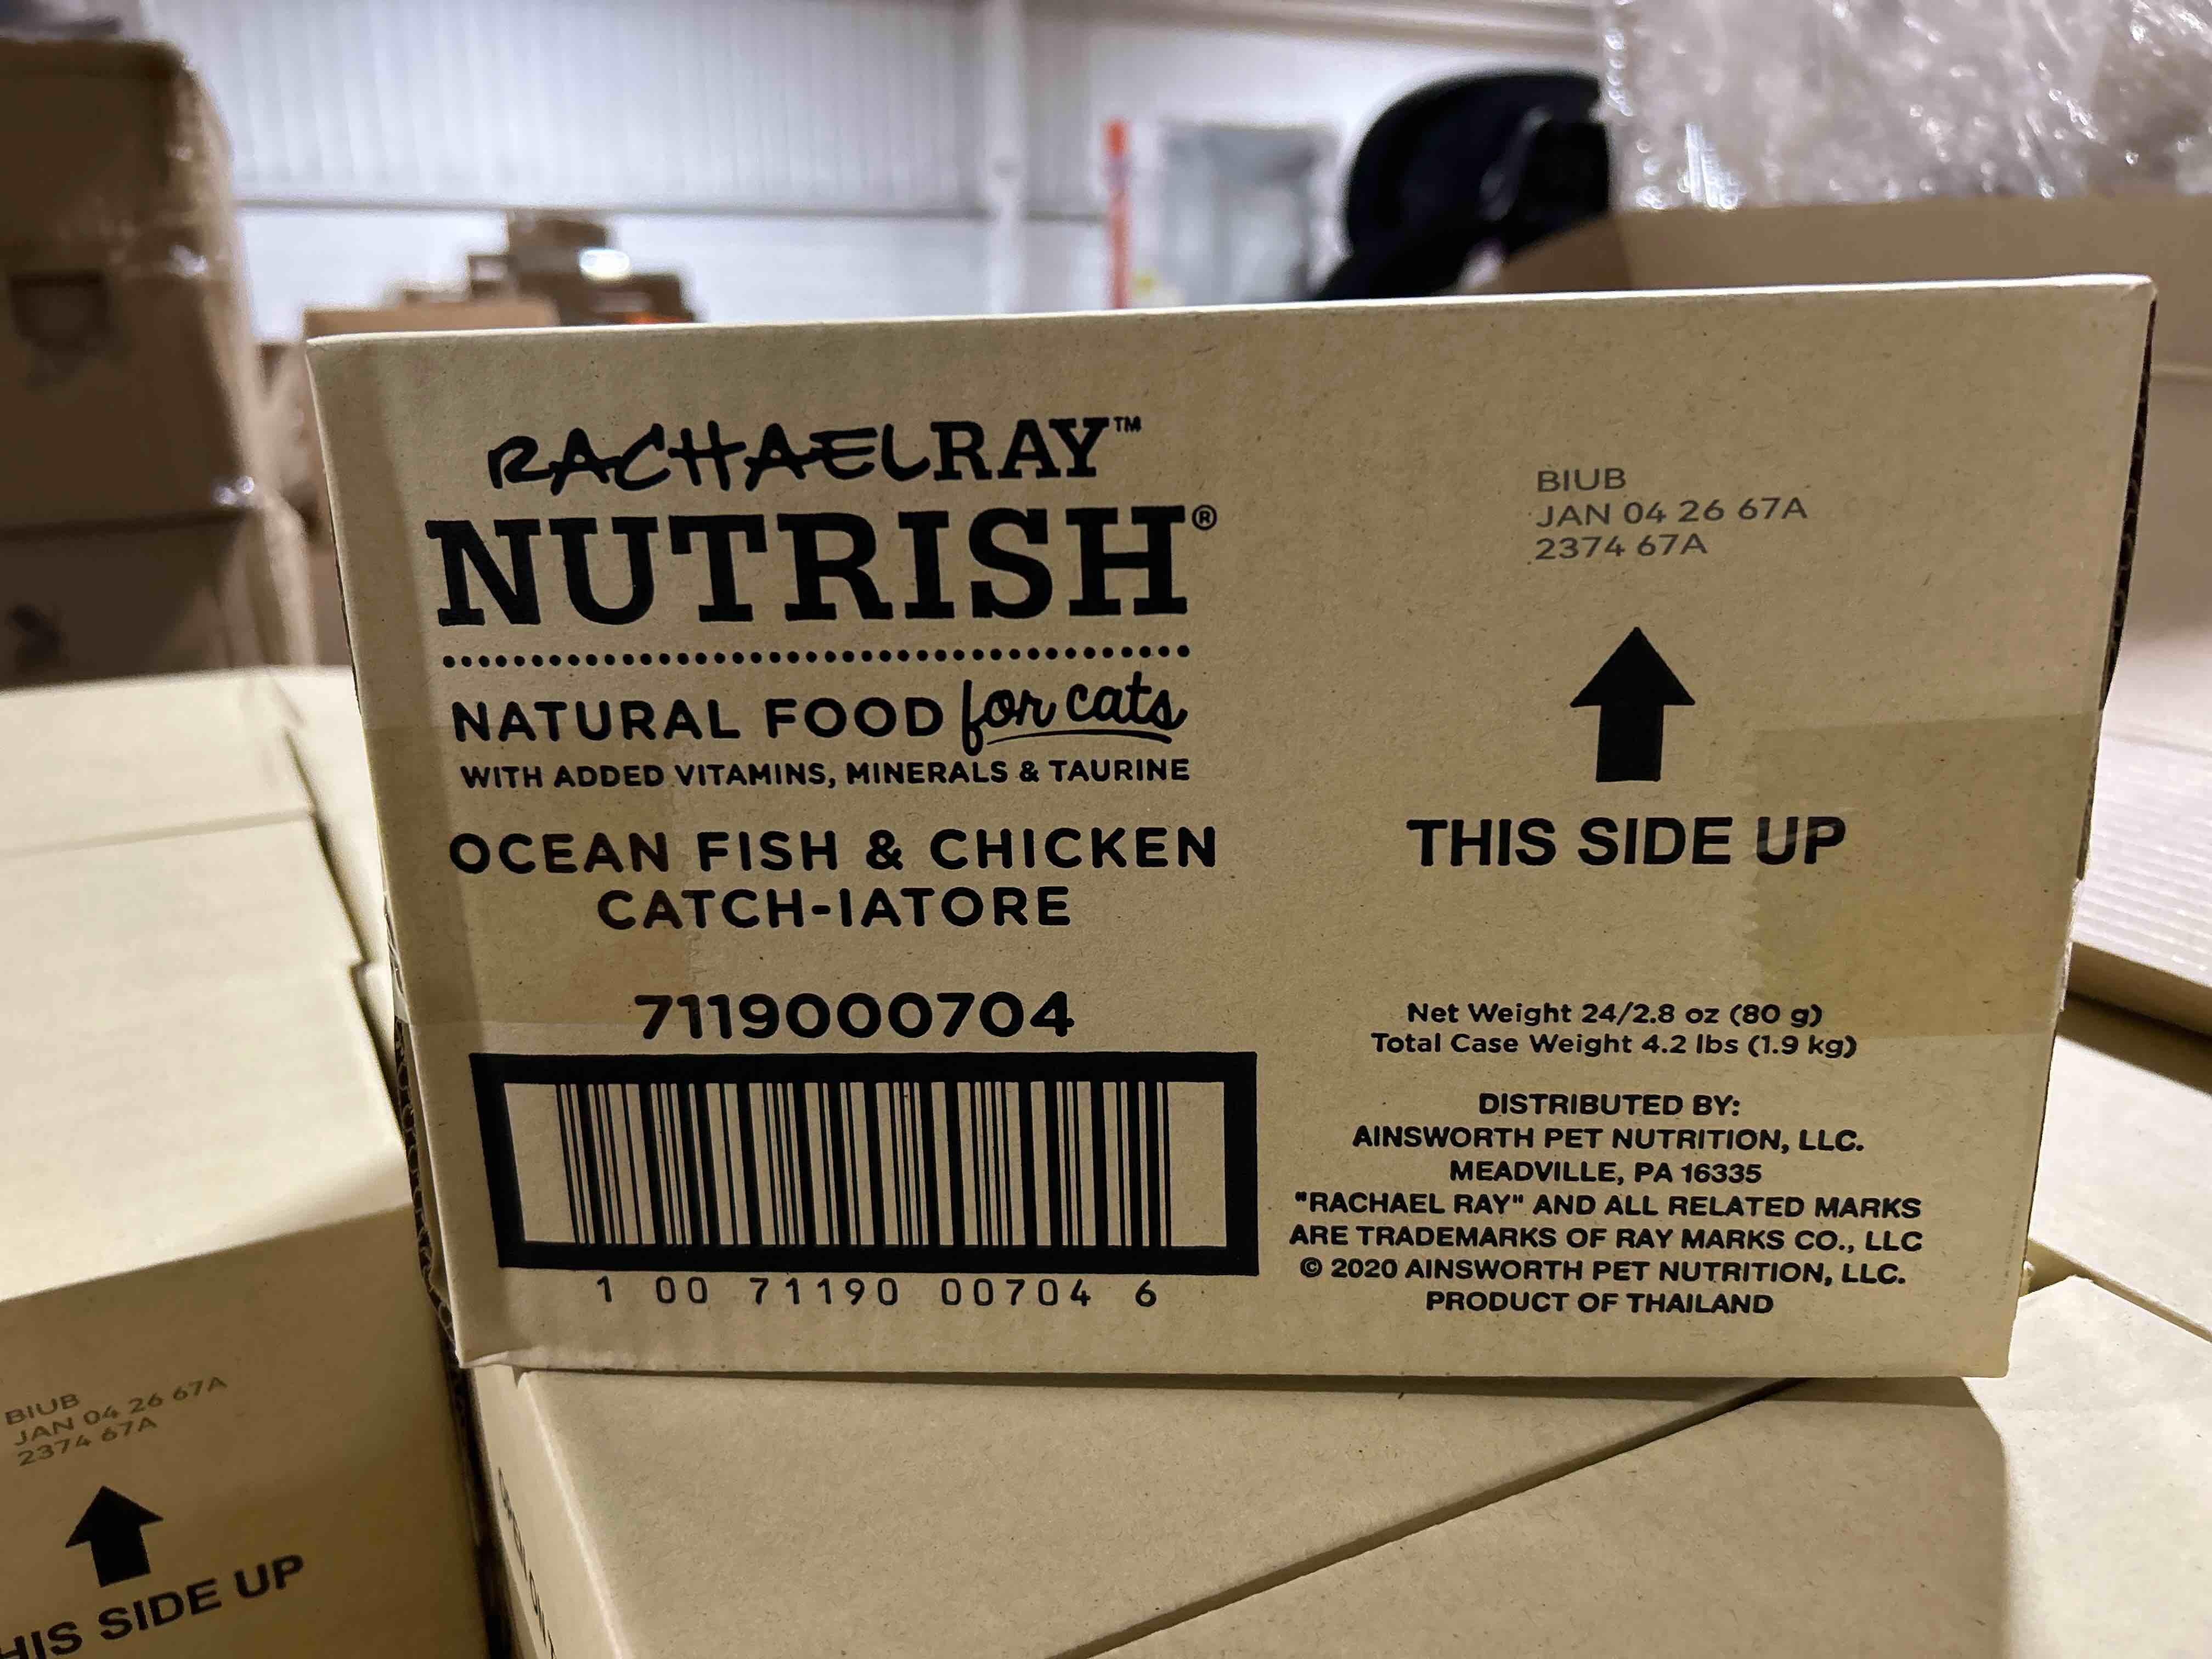 RACHAELRAY™
NUTRISH®
NATURAL FOOD for cats
WITH ADDED VITAMINS, MINERALS & TAURINE
OCEAN FISH & CHICKEN
CATCH-IATORE
7119000704
1 00 71190 00704 6
BIUB
JAN 04 26 67A
2374 67A
THIS SIDE UP
Net Weight 24/2.8 oz (80 g)
Total Case Weight 4.2 lbs (1.9 kg)
DISTRIBUTED BY:
AINSWORTH PET NUTRITION, LLC.
MEADVILLE, PA 16335
"RACHAEL RAY" AND ALL RELATED MARKS
ARE TRADEMARKS OF RAY MARKS CO., LLC
© 2020 AINSWORTH PET NUTRITION, LLC.
PRODUCT OF THAILAND
BIUB
JAN 04 26 67A
2374 67A
HIS SIDE UP